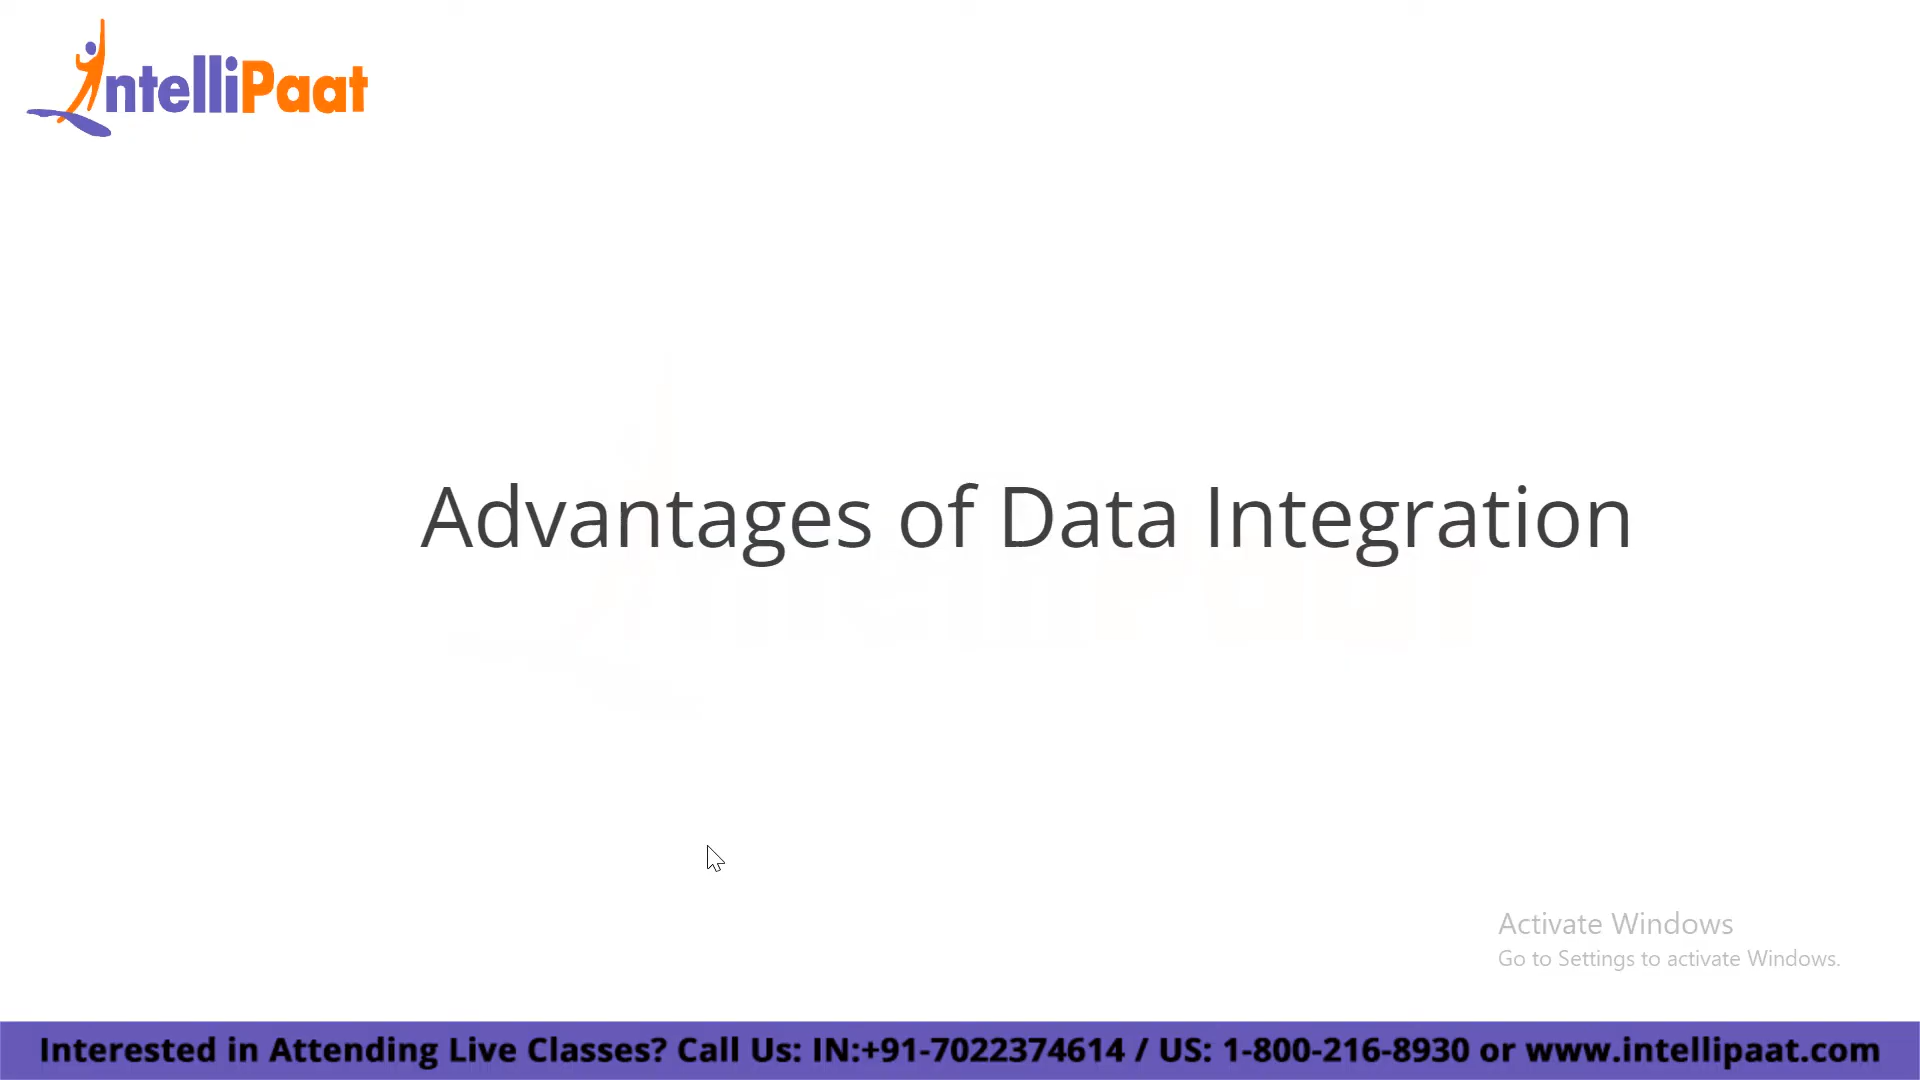 IntelliPaat
Advantages of Data Integration
Activate Windows
Go to Settings to activate Windows.
Interested in Attending Live Classes? Call Us: IN:+91-7022374614 / US: 1-800-216-8930 or www.intellipaat.com